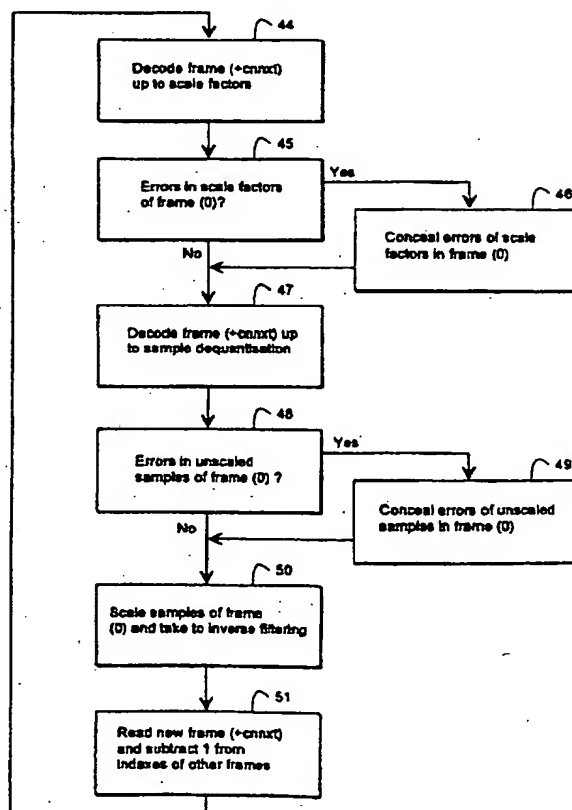 44
Decode frame (+cnnxt)
up to scale factors
45
Errors in scale factors
of frame (0)?
Yes
46
Conceal errors of scale
factors in frame (0)
No
47
Decode frame (+cnnxt) up
to sample dequantisation
48
Errors in unscaled
samples of frame (0) ?
Yes
49
Conceal errors of unscaled
samples in frame (0)
No
50
Scale samples of frame
(0) and take to inverse filtering
51
Read new frame (+cnnxt)
and subtract 1 from
indexes of other frames